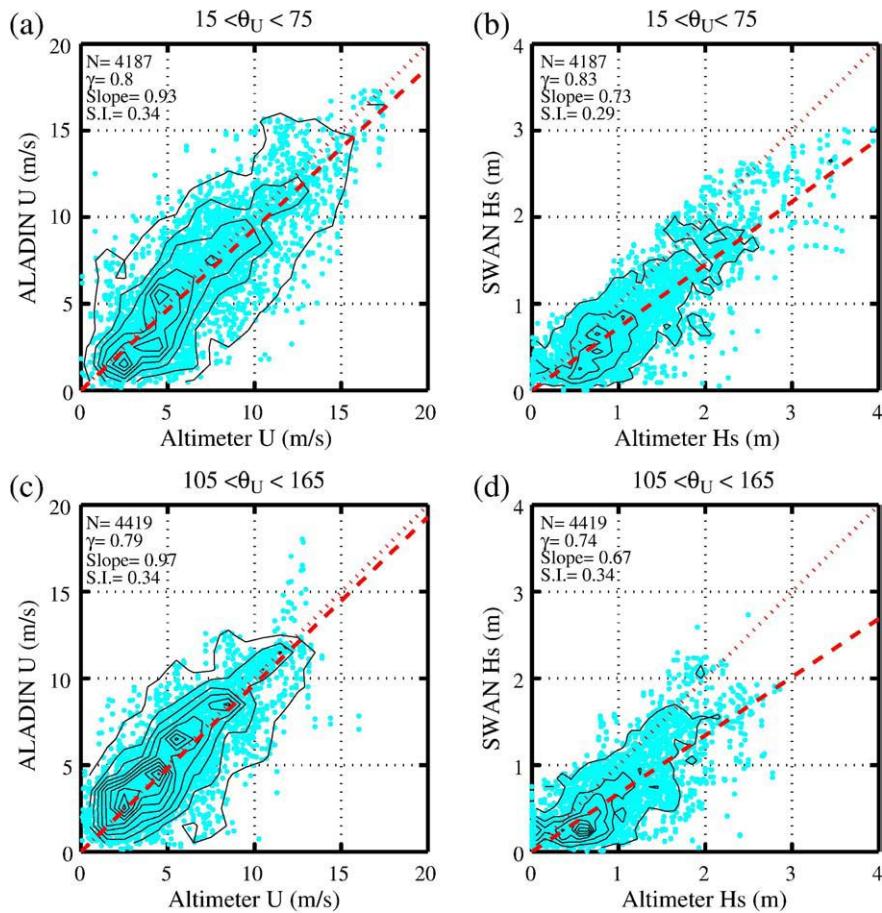 (a)
15 <θU < 75
20
15
10
5
0
ALADIN U (m/s)
N= 4187
γ= 0.8
Slope= 0.93
S.I.= 0.34
0 5 10 15 20
Altimeter U (m/s)
(b)
15 <θU < 75
4
3
2
1
0
SWAN Hs (m)
N= 4187
γ= 0.83
Slope= 0.73
S.I.= 0.29
0 1 2 3 4
Altimeter Hs (m)
(c)
105 <θU < 165
20
15
10
5
0
ALADIN U (m/s)
N= 4419
γ= 0.79
Slope= 0.97
S.I.= 0.34
0 5 10 15 20
Altimeter U (m/s)
(d)
105 <θU < 165
4
3
2
1
0
SWAN Hs (m)
N= 4419
γ= 0.74
Slope= 0.67
S.I.= 0.34
0 1 2 3 4
Altimeter Hs (m)